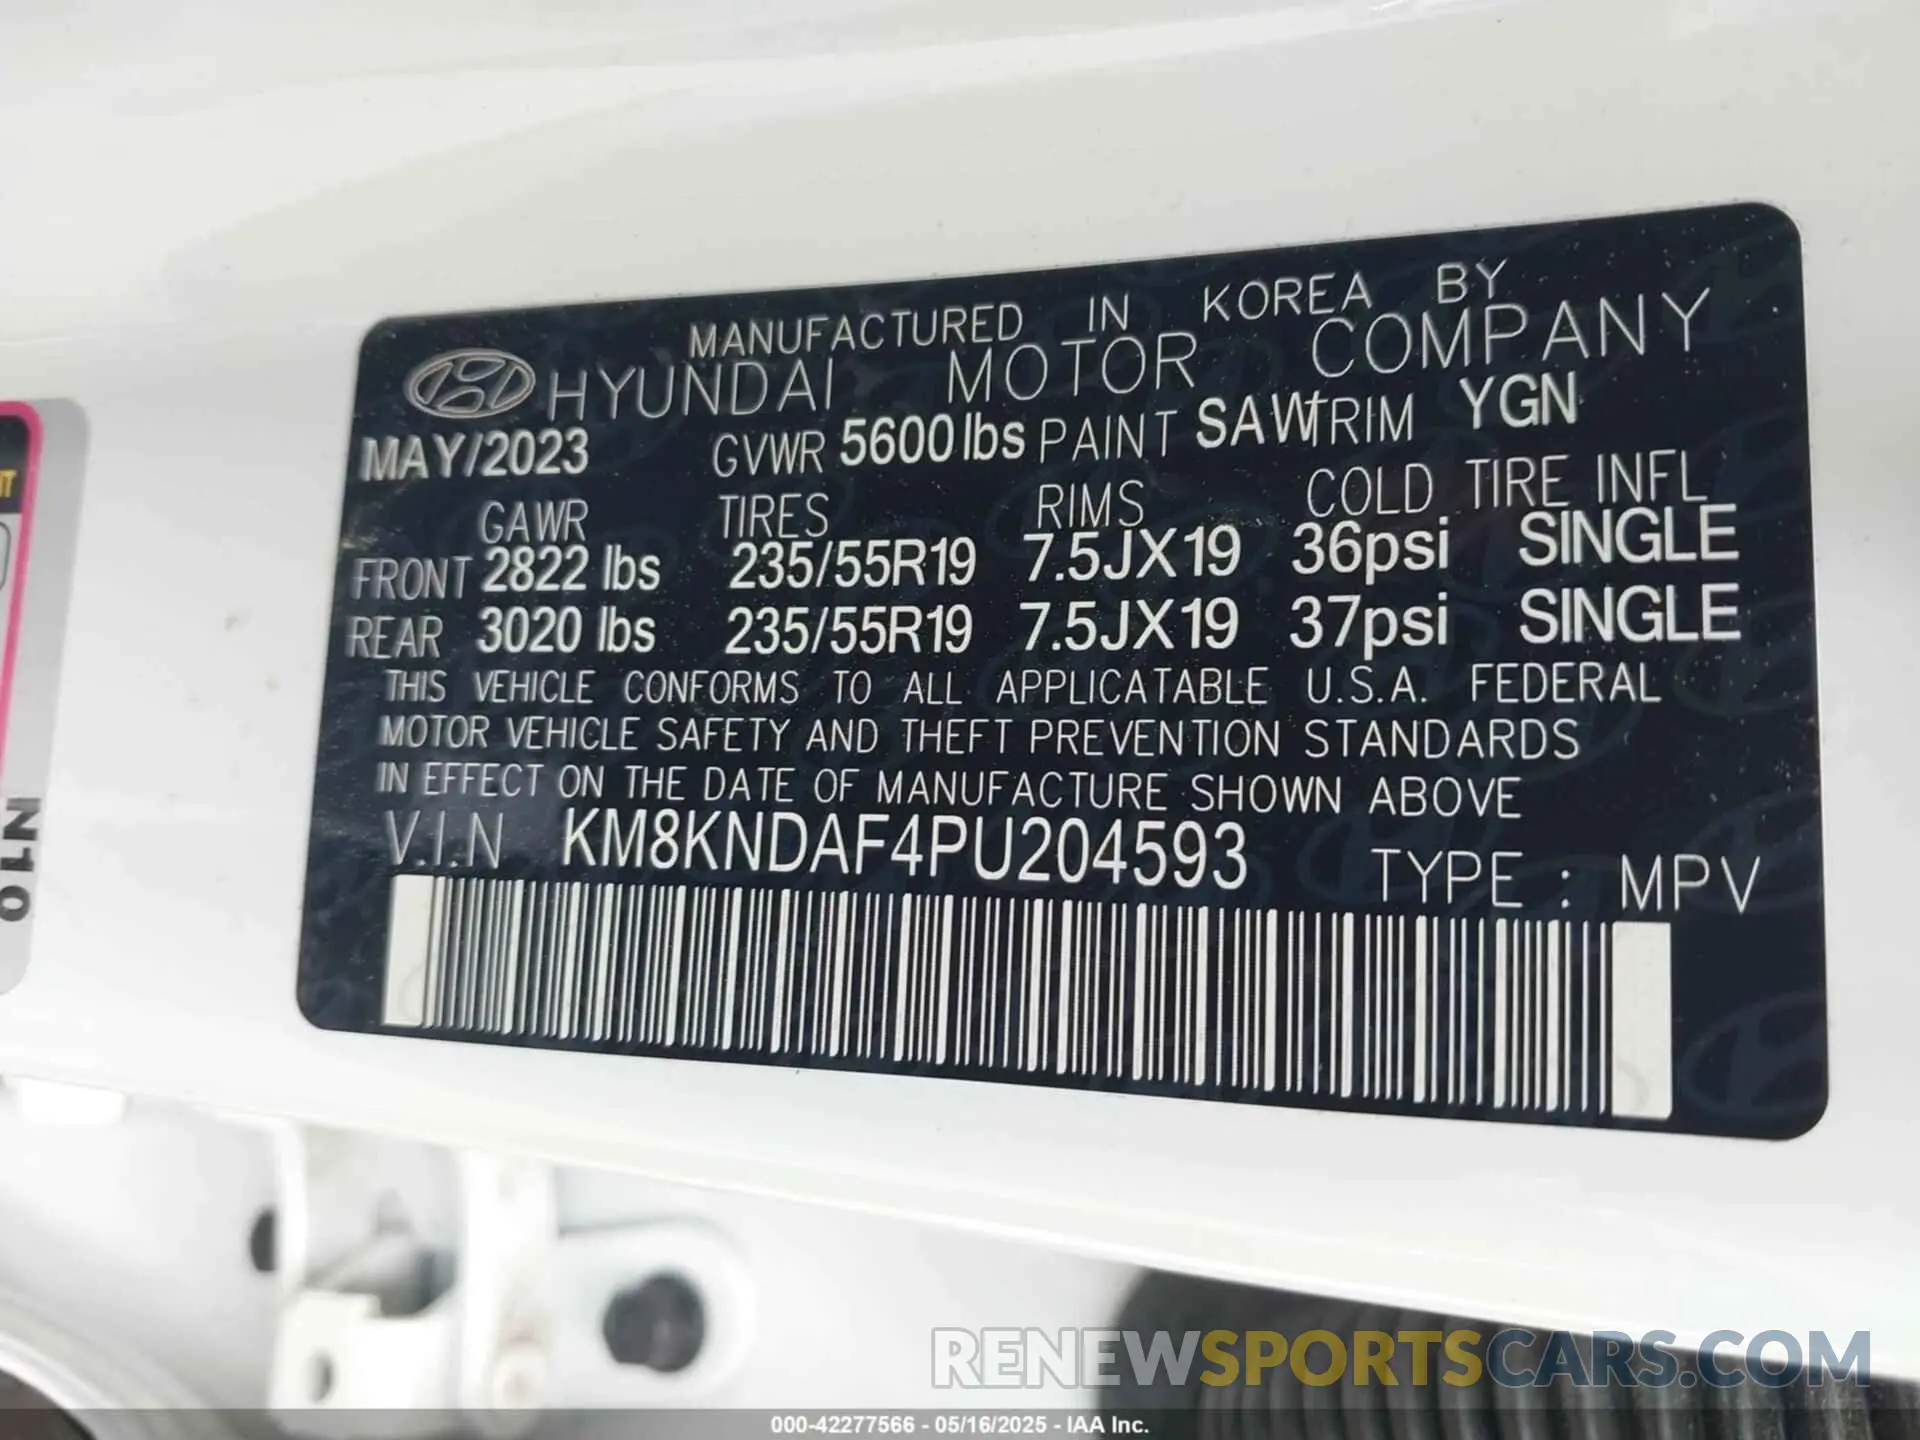 MANUFACTURED IN KOREA BY
HYUNDAI MOTOR COMPANY
MAY/2023 GVWR 5600lbs PAINT SAW TRIM YGN
GAWR TIRES RIMS COLD TIRE INFL
FRONT 2822 lbs 235/55R19 7.5JX19 36psi SINGLE
REAR 3020 lbs 235/55R19 7.5JX19 37psi SINGLE
THIS VEHICLE CONFORMS TO ALL APPLICATABLE U.S.A. FEDERAL
MOTOR VEHICLE SAFETY AND THEFT PREVENTION STANDARDS
IN EFFECT ON THE DATE OF MANUFACTURE SHOWN ABOVE
V.I.N KM8KNDAF4PU204593 TYPE : MPV
N10
RENEWSPORTSCARS.COM
000-42277566 - 05/16/2025 - IAA Inc.